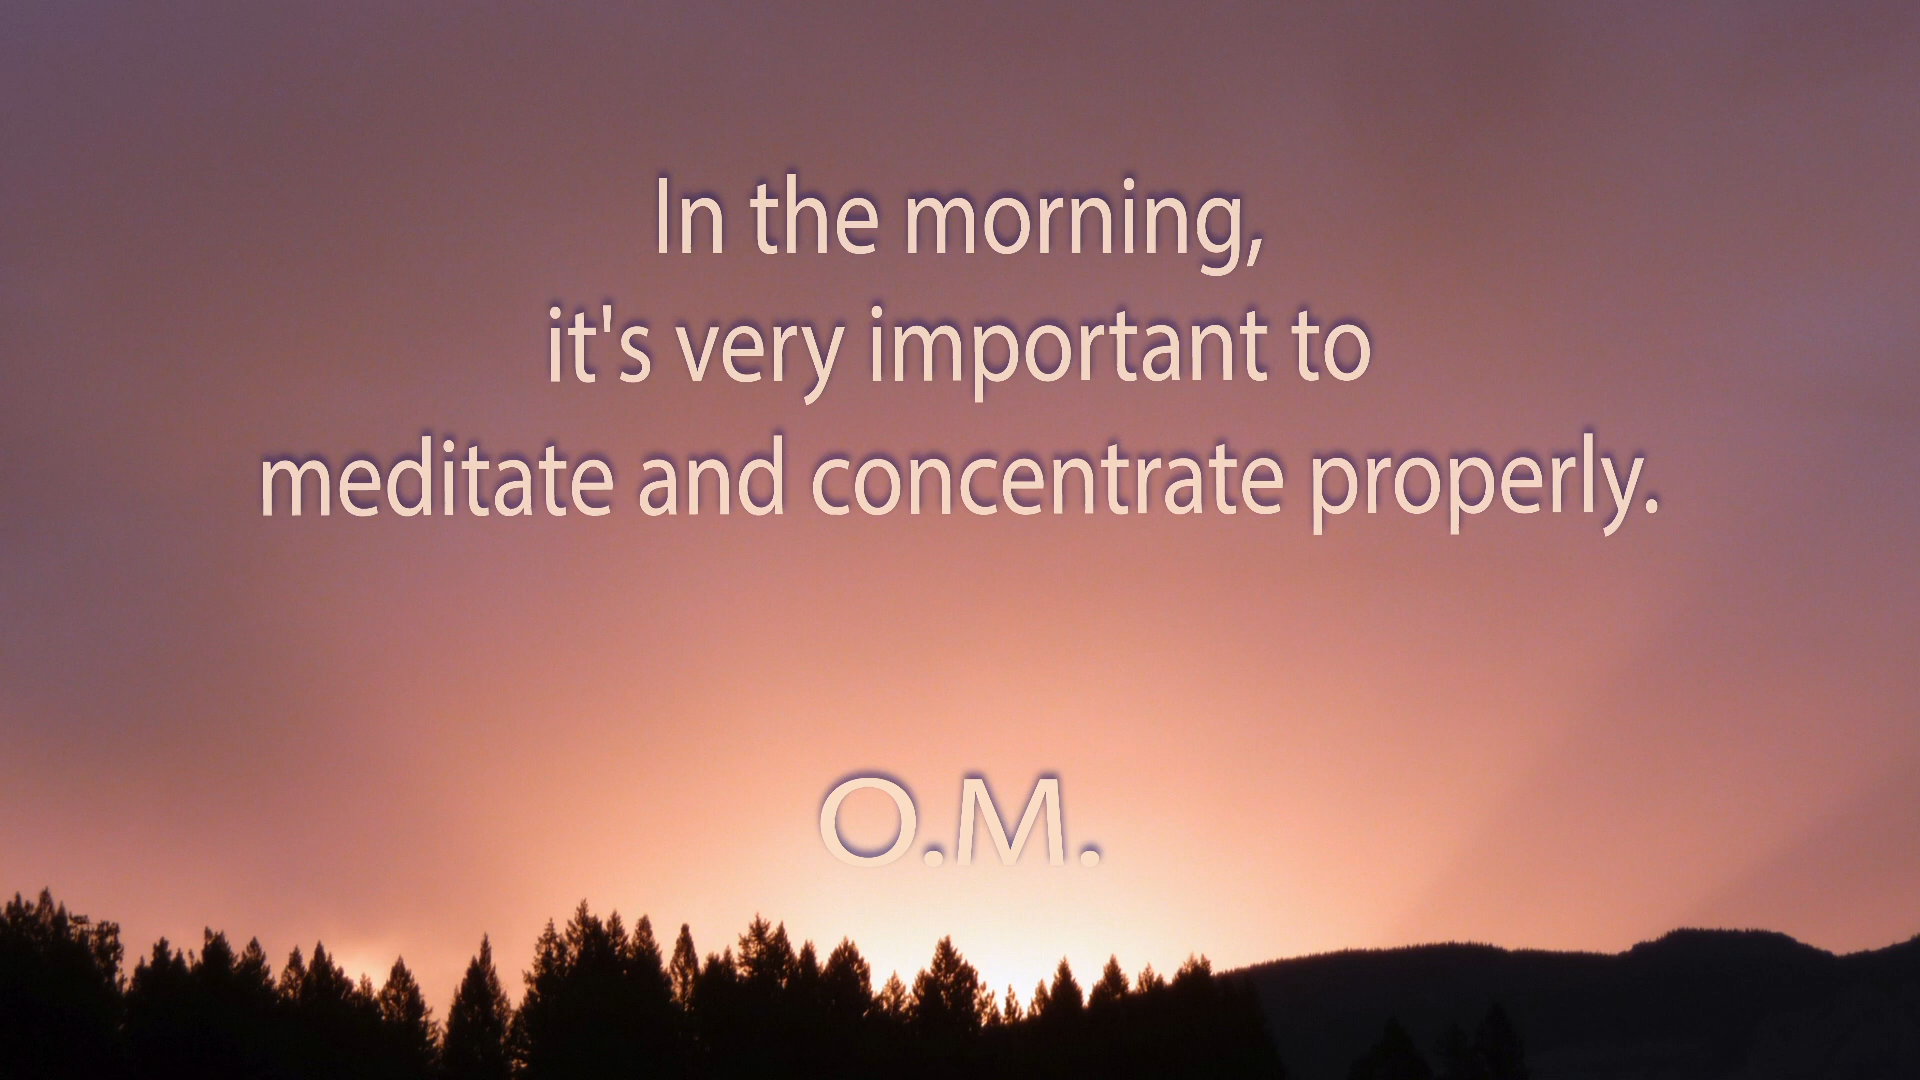 In the morning,
it's very important to
meditate and concentrate properly.
O.M.